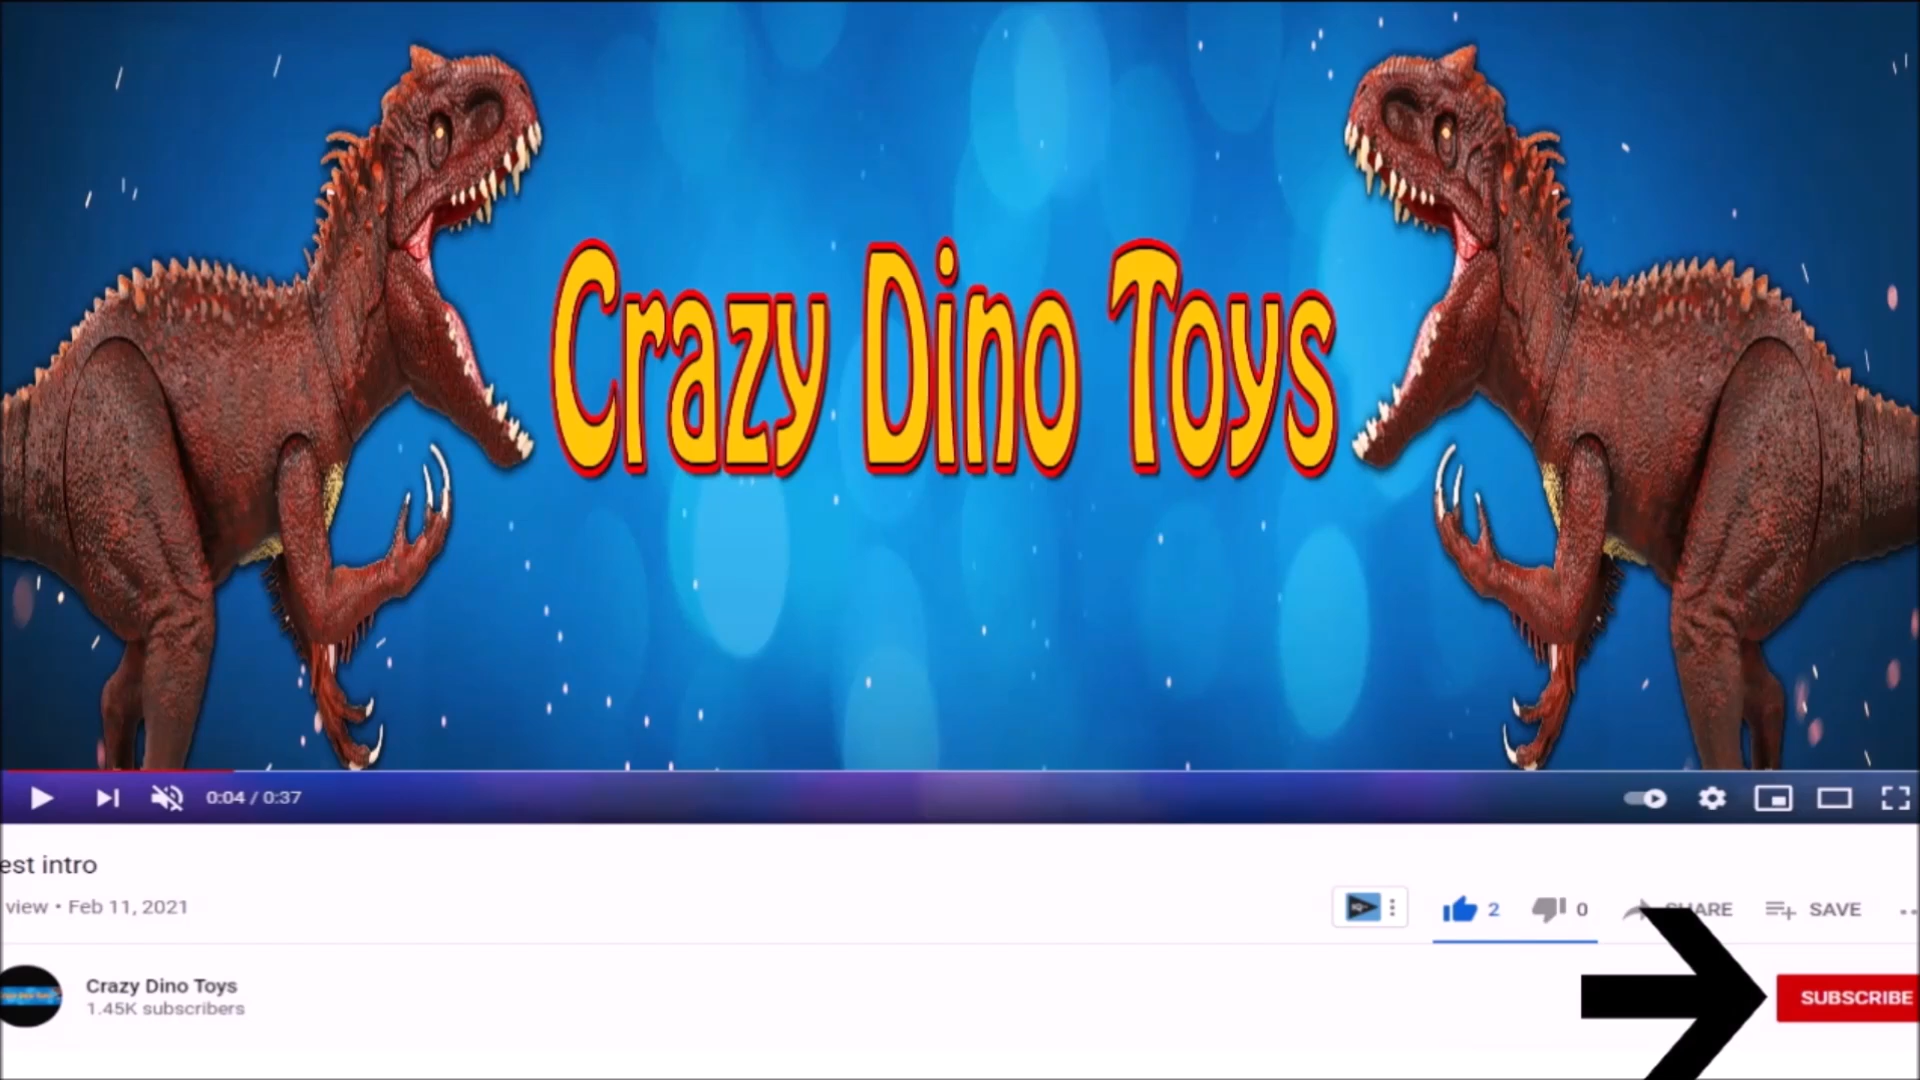 Crazy Dino Toys
0:04 / 0:37
est intro
view • Feb 11, 2021
2
0
SHARE
SAVE
Crazy Dino Toys
1.45K subscribers
SUBSCRIBE